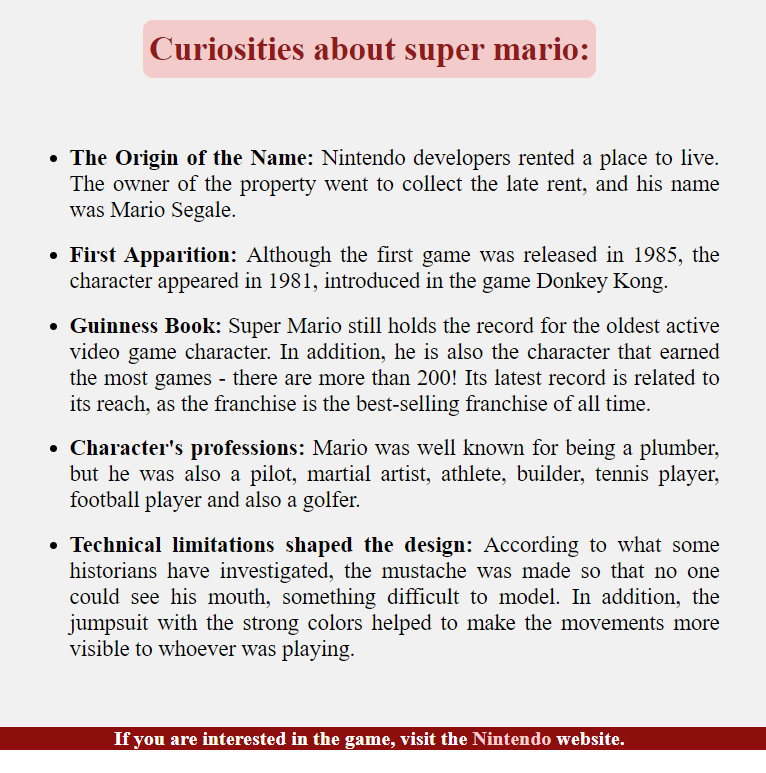 Curiosities about super mario:
• The Origin of the Name: Nintendo developers rented a place to live.
The owner of the property went to collect the late rent, and his name
was Mario Segale.
• First Apparition: Although the first game was released in 1985, the
character appeared in 1981, introduced in the game Donkey Kong.
• Guinness Book: Super Mario still holds the record for the oldest active
video game character. In addition, he is also the character that earned
the most games - there are more than 200! Its latest record is related to
its reach, as the franchise is the best-selling franchise of all time.
• Character's professions: Mario was well known for being a plumber,
but he was also a pilot, martial artist, athlete, builder, tennis player,
football player and also a golfer.
• Technical limitations shaped the design: According to what some
historians have investigated, the mustache was made so that no one
could see his mouth, something difficult to model. In addition, the
jumpsuit with the strong colors helped to make the movements more
visible to whoever was playing.
If you are interested in the game, visit the Nintendo website.